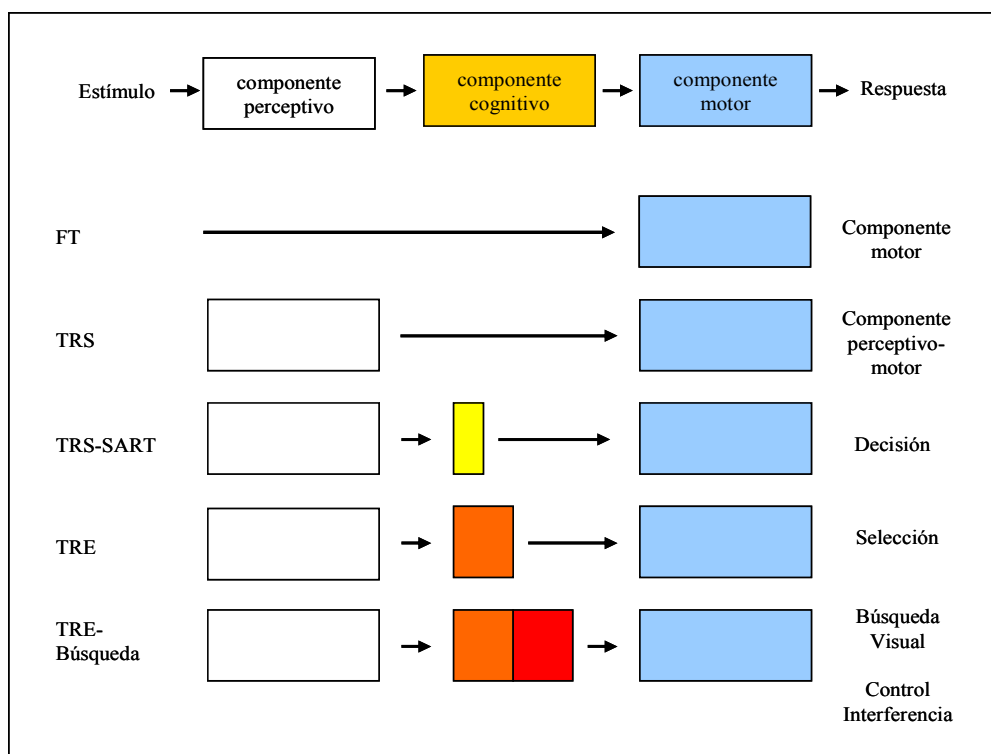 Estímulo
componente
perceptivo
componente
cognitivo
componente
motor
Respuesta
FT
Componente
motor
TRS
Componente
perceptivo-
motor
TRS-SART
Decisión
TRE
Selección
TRE-
Búsqueda
Búsqueda
Visual
Control
Interferencia